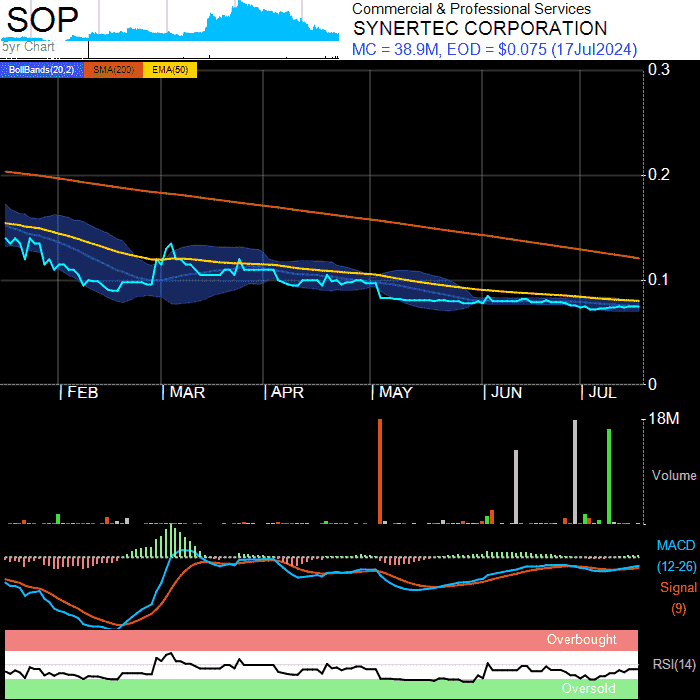 SOP
5yr Chart
Commercial & Professional Services
SYNERTEC CORPORATION
MC = 38.9M, EOD = $0.075 (17Jul2024)
BollBands(20,2) SMA(200) EMA(50)
0.3
0.2
0.1
0
FEB MAR APR MAY JUN JUL
18M
Volume
MACD
(12-26)
Signal
(9)
Overbought
RSI(14)
Oversold